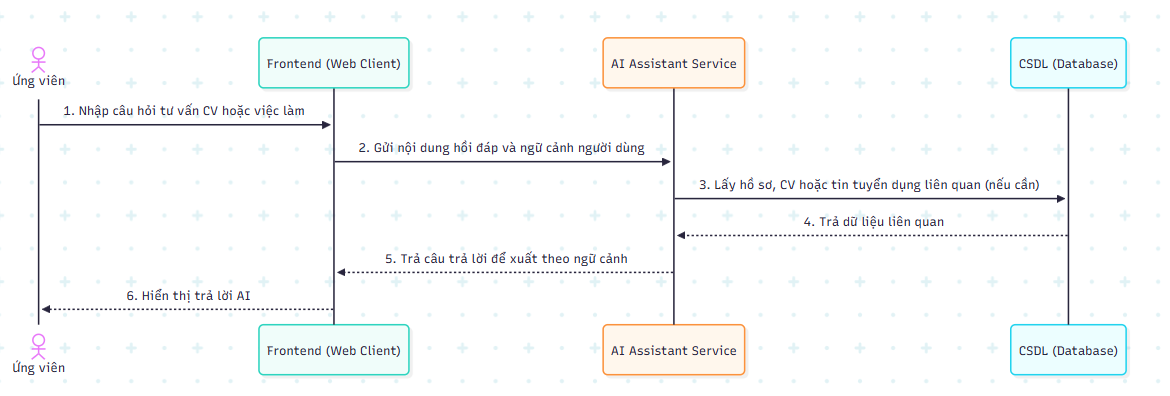 Ứng viên
Frontend (Web Client)
AI Assistant Service
CSDL (Database)
1. Nhập câu hỏi tư vấn CV hoặc việc làm
2. Gửi nội dung hồi đáp và ngữ cảnh người dùng
3. Lấy hồ sơ, CV hoặc tin tuyển dụng liên quan (nếu cần)
4. Trả dữ liệu liên quan
5. Trả câu trả lời để xuất theo ngữ cảnh
6. Hiển thị trả lời AI
Ứng viên
Frontend (Web Client)
AI Assistant Service
CSDL (Database)